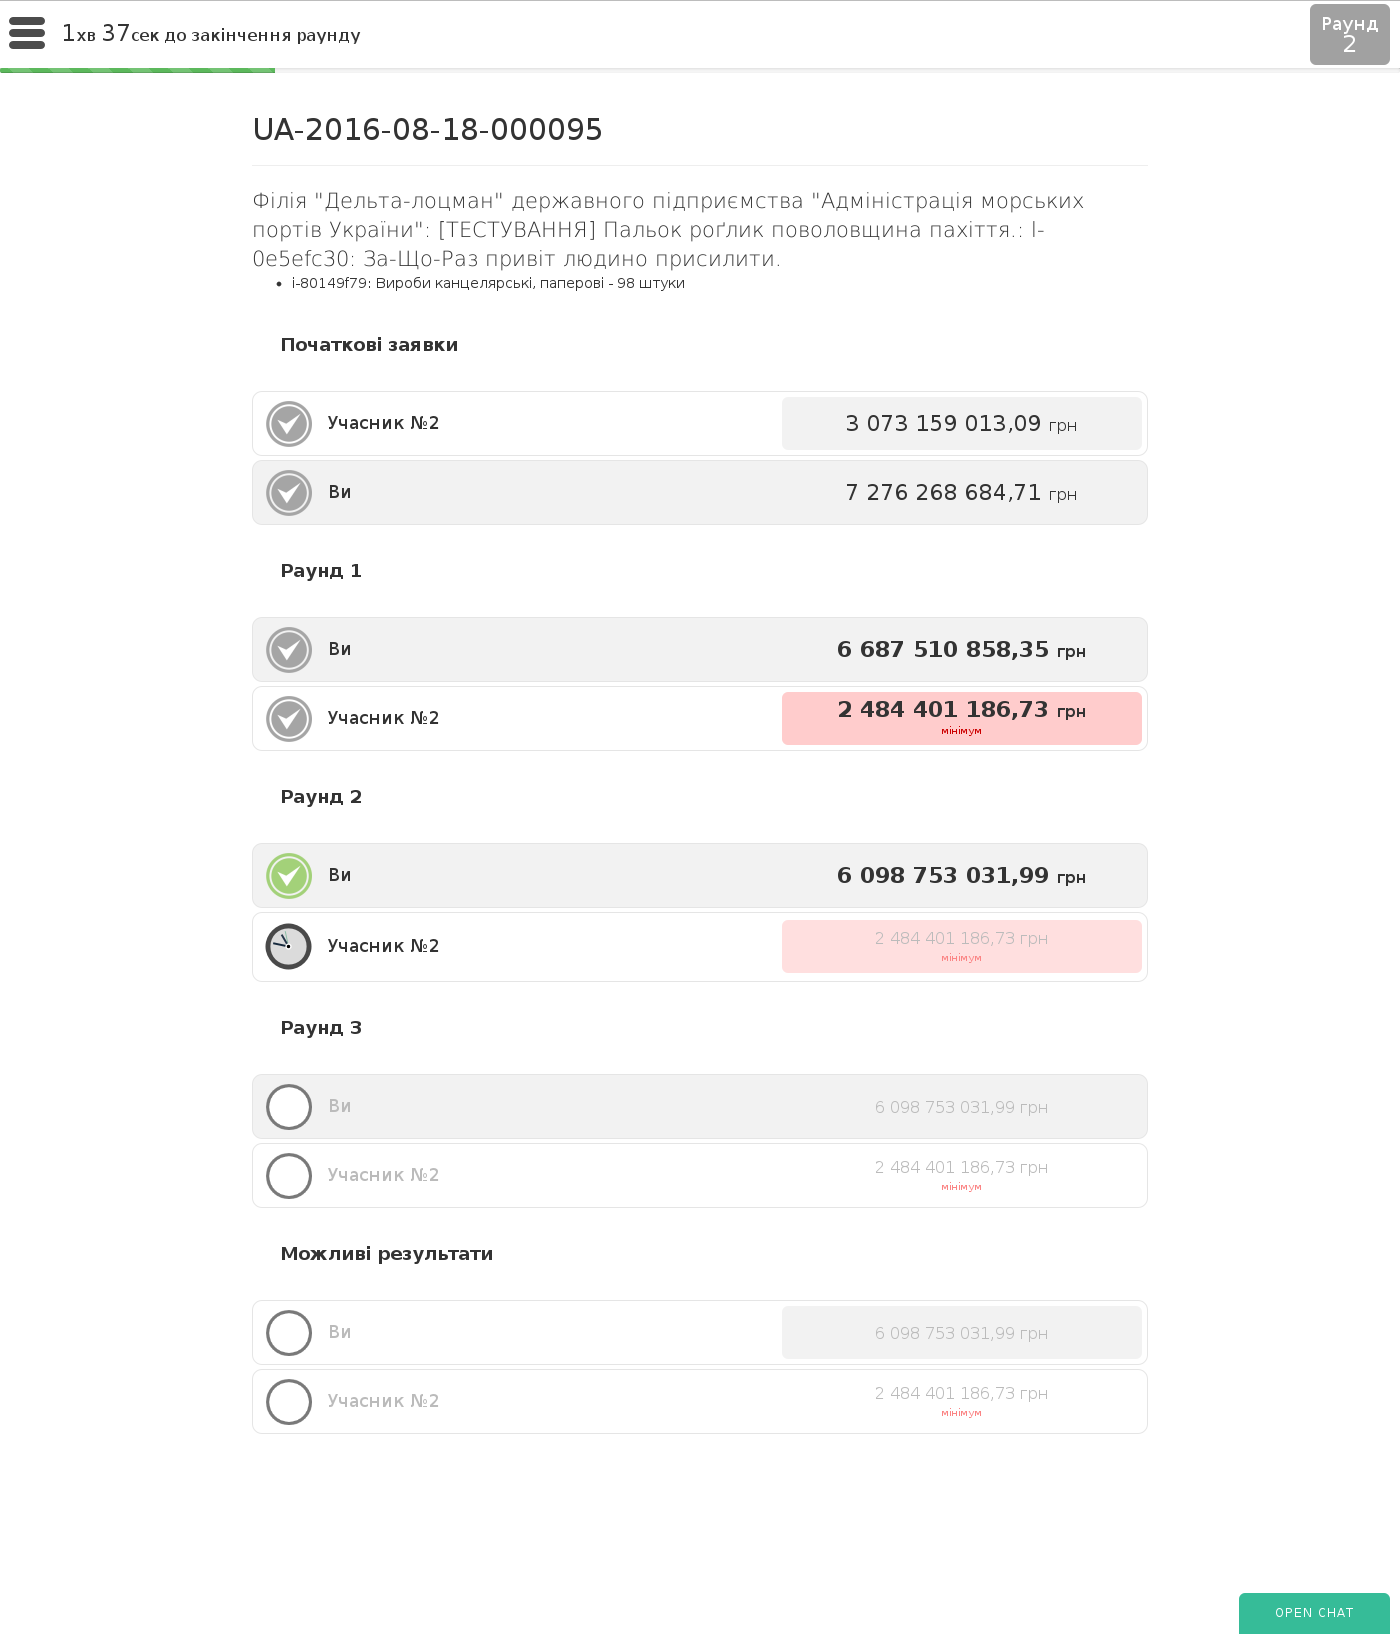 1хв 37сек до закінчення раунду
Раунд
2
UA-2016-08-18-000095
Філія "Дельта-лоцман" державного підприємства "Адміністрація морських
портів України": [ТЕСТУВАННЯ] Пальок роґлик поволовщина пахіття.: I-
0e5efc30: За-Що-Раз привіт людино присилити.
• i-80149f79: Вироби канцелярські, паперові - 98 штуки
Початкові заявки
Учасник №2 3 073 159 013,09 грн
Ви 7 276 268 684,71 грн
Раунд 1
Ви 6 687 510 858,35 грн
Учасник №2 2 484 401 186,73 грн
мінімум
Раунд 2
Ви 6 098 753 031,99 грн
Учасник №2 2 484 401 186,73 грн
мінімум
Раунд 3
Ви 6 098 753 031,99 грн
Учасник №2 2 484 401 186,73 грн
мінімум
Можливі результати
Ви 6 098 753 031,99 грн
Учасник №2 2 484 401 186,73 грн
мінімум
OPEN CHAT